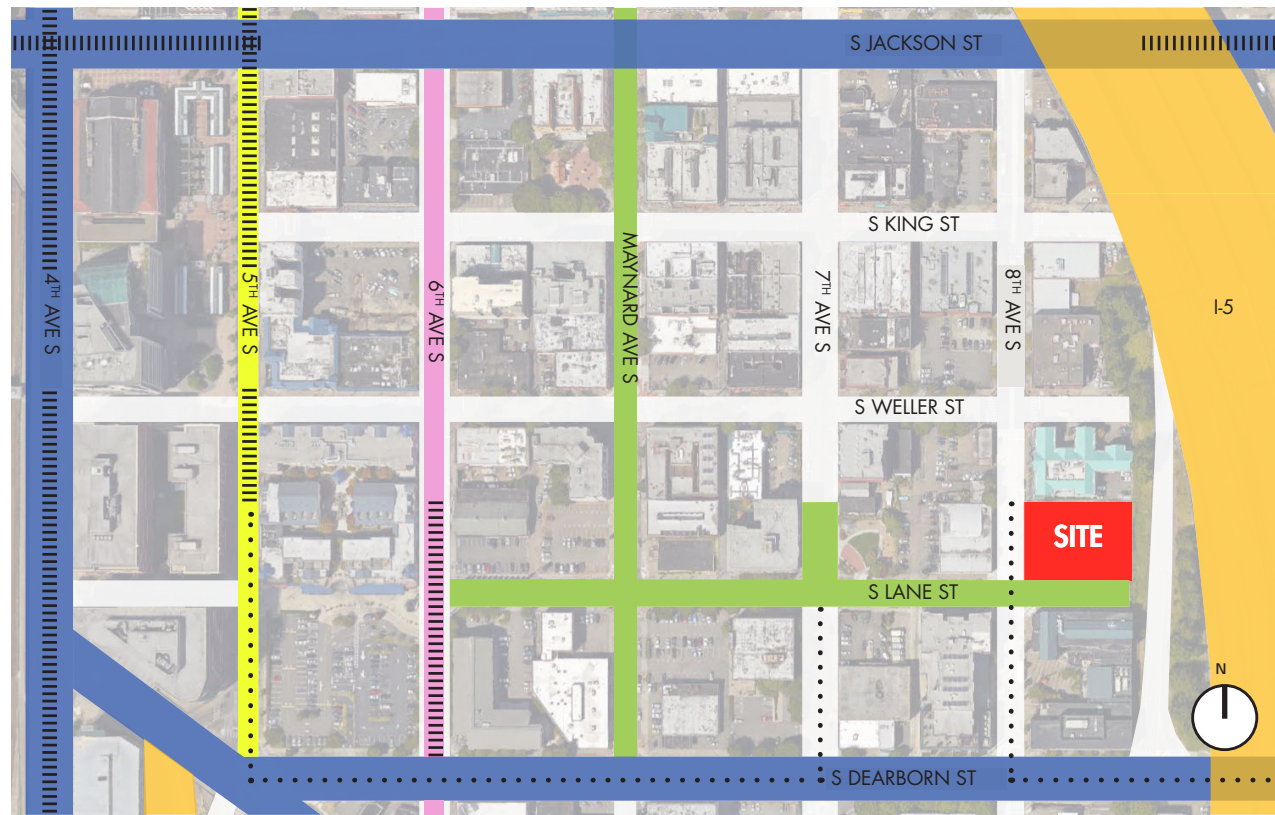 S JACKSON ST
S KING ST
4TH AVE S
5TH AVE S
6TH AVE S
MAYNARD AVE S
7TH AVE S
8TH AVE S
I-5
S WELLER ST
SITE
S LANE ST
N
S DEARBORN ST